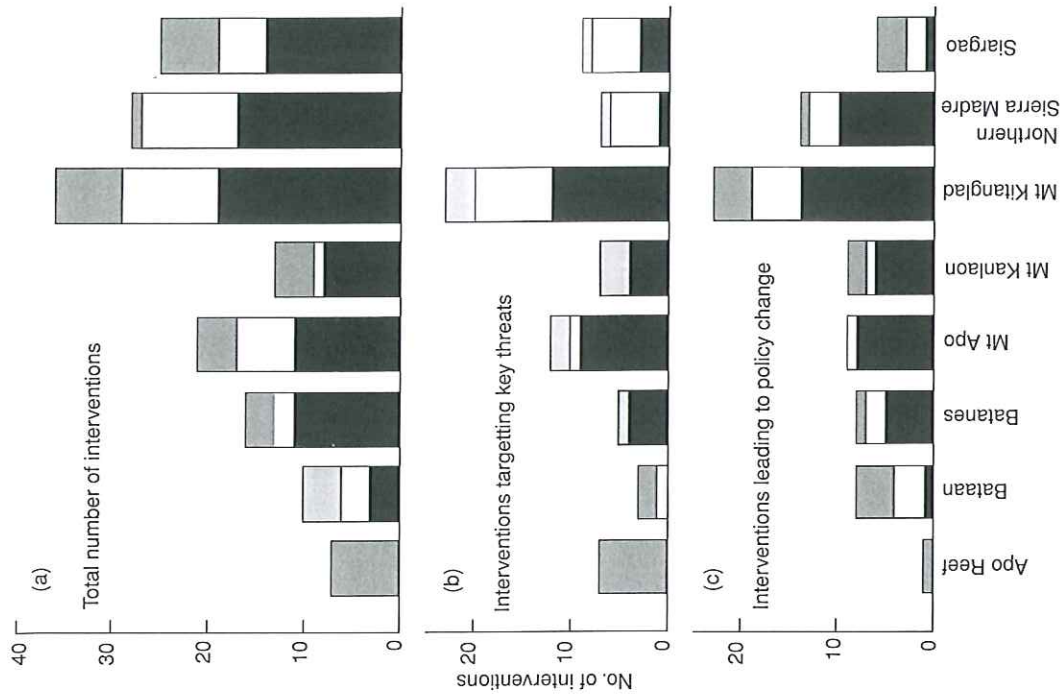 (a)
Total number of interventions
40
30
20
10
0
(b)
Interventions targetting key threats
20
10
0
No. of interventions
(c)
Interventions leading to policy change
20
10
0
Apo Reef
Bataan
Batanes
Mt Apo
Mt Kanlaon
Mt Kitanglad
Northern
Sierra Madre
Siargao